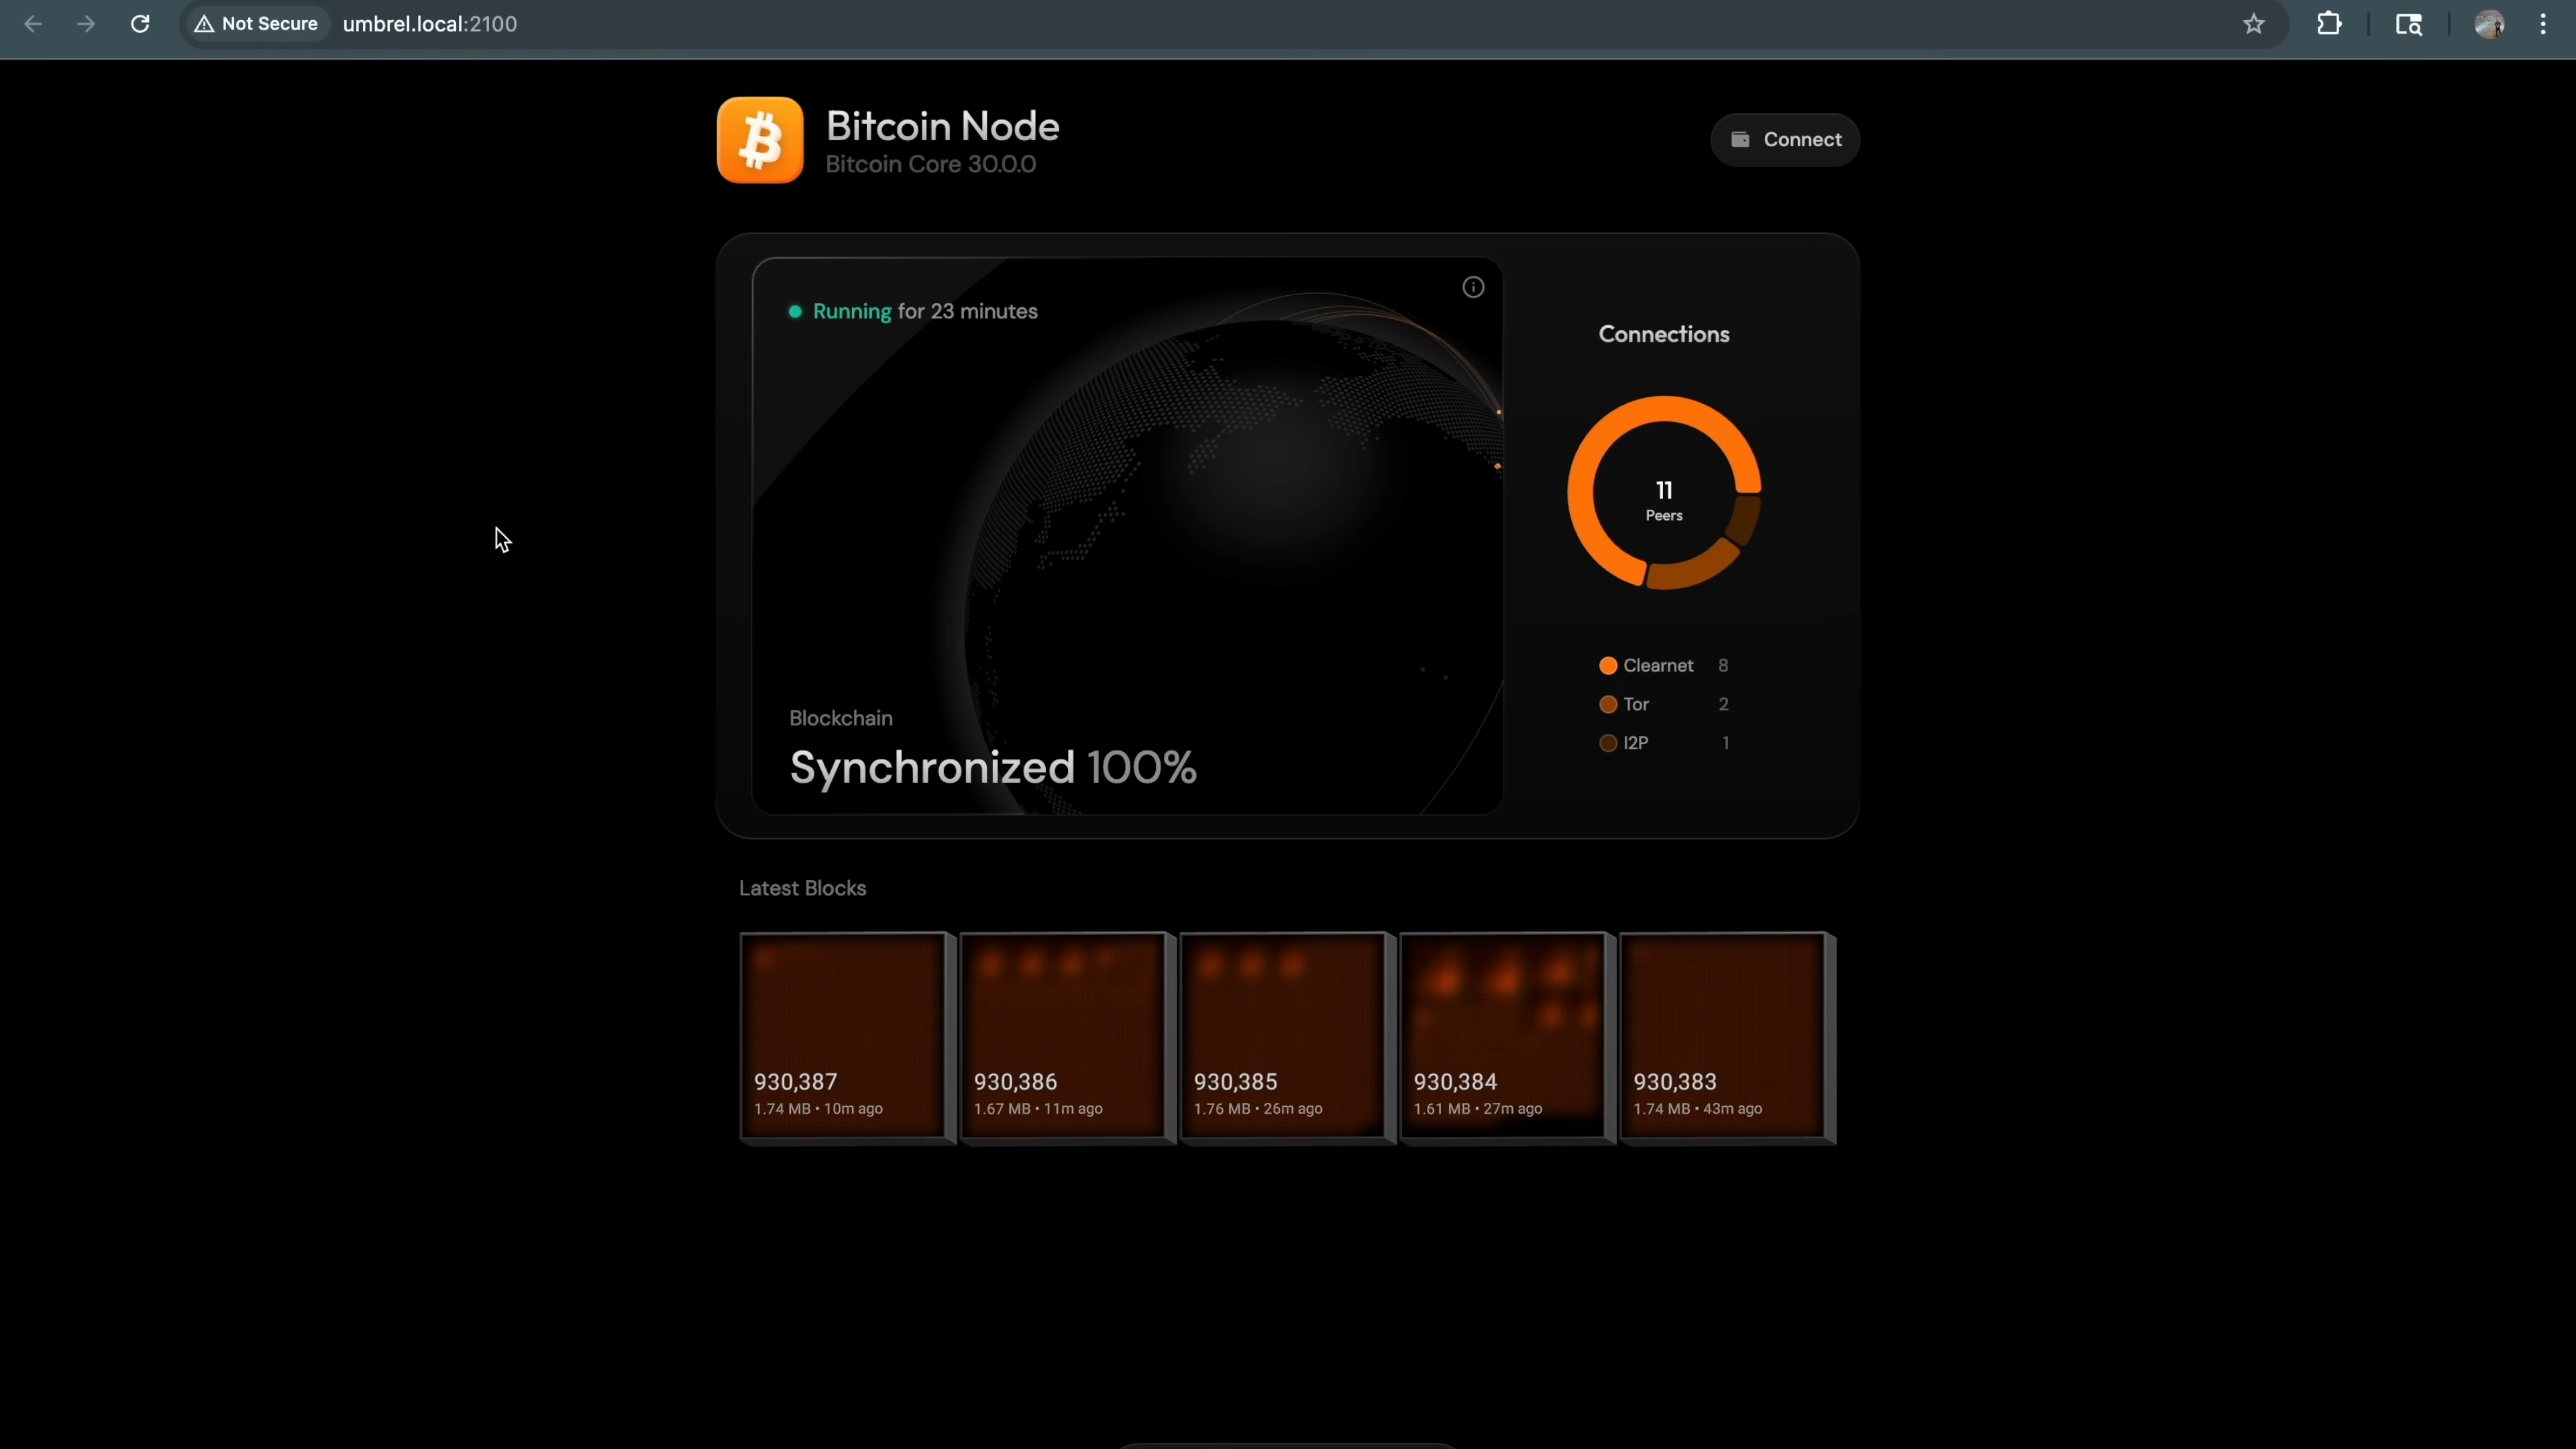 Not Secure
umbrel.local:2100
Bitcoin Node
Bitcoin Core 30.0.0
Connect
Running for 23 minutes
Connections
11
Peers
Clearnet 8
Tor 2
I2P 1
Blockchain
Synchronized 100%
Latest Blocks
930,387
1.74 MB • 10m ago
930,386
1.67 MB • 11m ago
930,385
1.76 MB • 26m ago
930,384
1.61 MB • 27m ago
930,383
1.74 MB • 43m ago